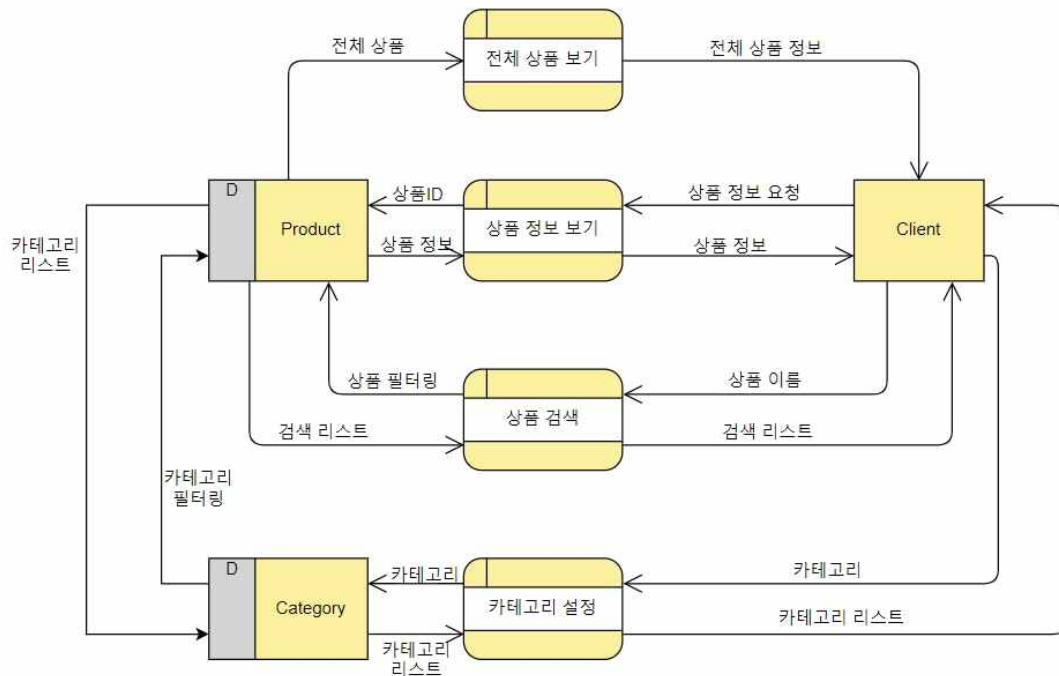 전체 상품
전체 상품 보기
전체 상품 정보
D
Product
상품ID
상품 정보 보기
상품 정보 요청
Client
상품 정보
상품 정보
카테고리
리스트
상품 필터링
상품 이름
상품 검색
검색 리스트
검색 리스트
카테고리
필터링
D
Category
카테고리
카테고리 설정
카테고리
카테고리
리스트
카테고리 리스트